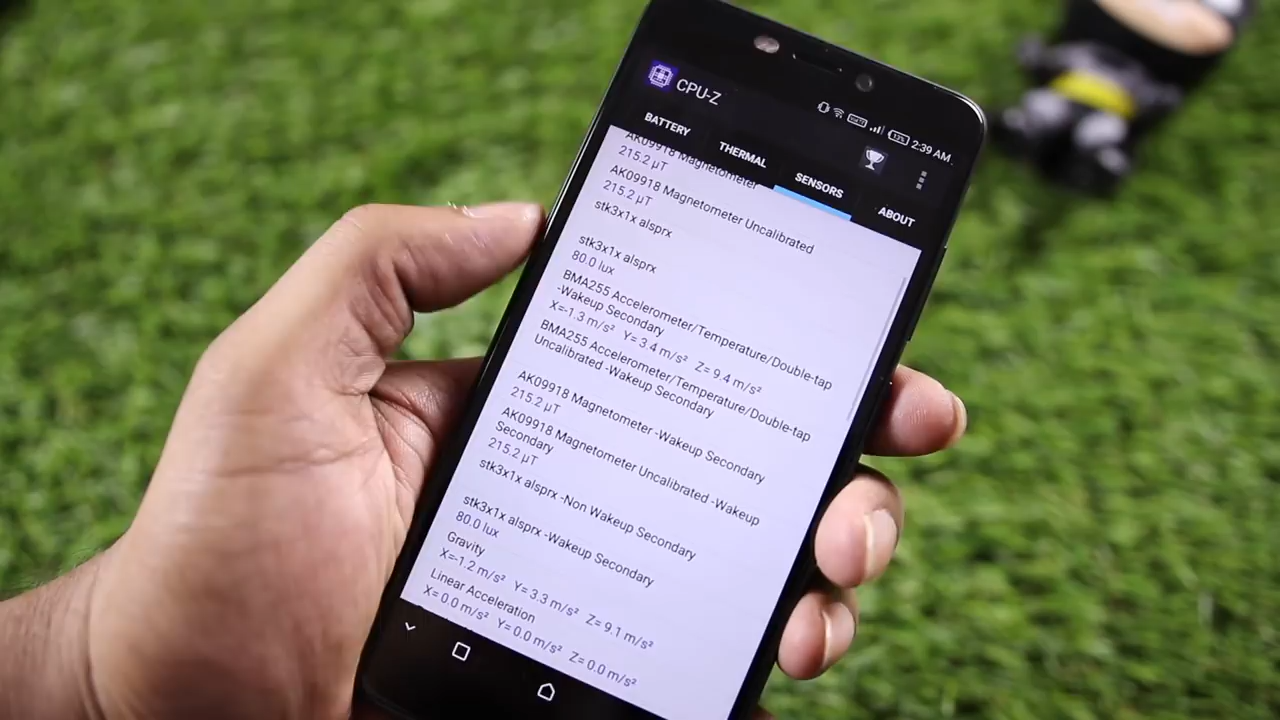 CPU-Z
13% 2:39 AM
BATTERY
THERMAL
SENSORS
ABOUT
AK09918 Magnetometer
215.2 μT
AK09918 Magnetometer Uncalibrated
215.2 μT
stk3x1x alsprx
stk3x1x alsprx
80.0 lux
BMA255 Accelerometer/Temperature/Double-tap
-Wakeup Secondary
X=-1.3 m/s² Y=3.4 m/s² Z=9.4 m/s²
BMA255 Accelerometer/Temperature/Double-tap
Uncalibrated -Wakeup Secondary
AK09918 Magnetometer -Wakeup Secondary
215.2 μT
AK09918 Magnetometer Uncalibrated -Wakeup
Secondary
215.2 μT
stk3x1x alsprx -Non Wakeup Secondary
stk3x1x alsprx -Wakeup Secondary
80.0 lux
Gravity
X=-1.2 m/s² Y=3.3 m/s² Z=9.1 m/s²
Linear Acceleration
X=0.0 m/s² Y=0.0 m/s² Z=0.0 m/s²